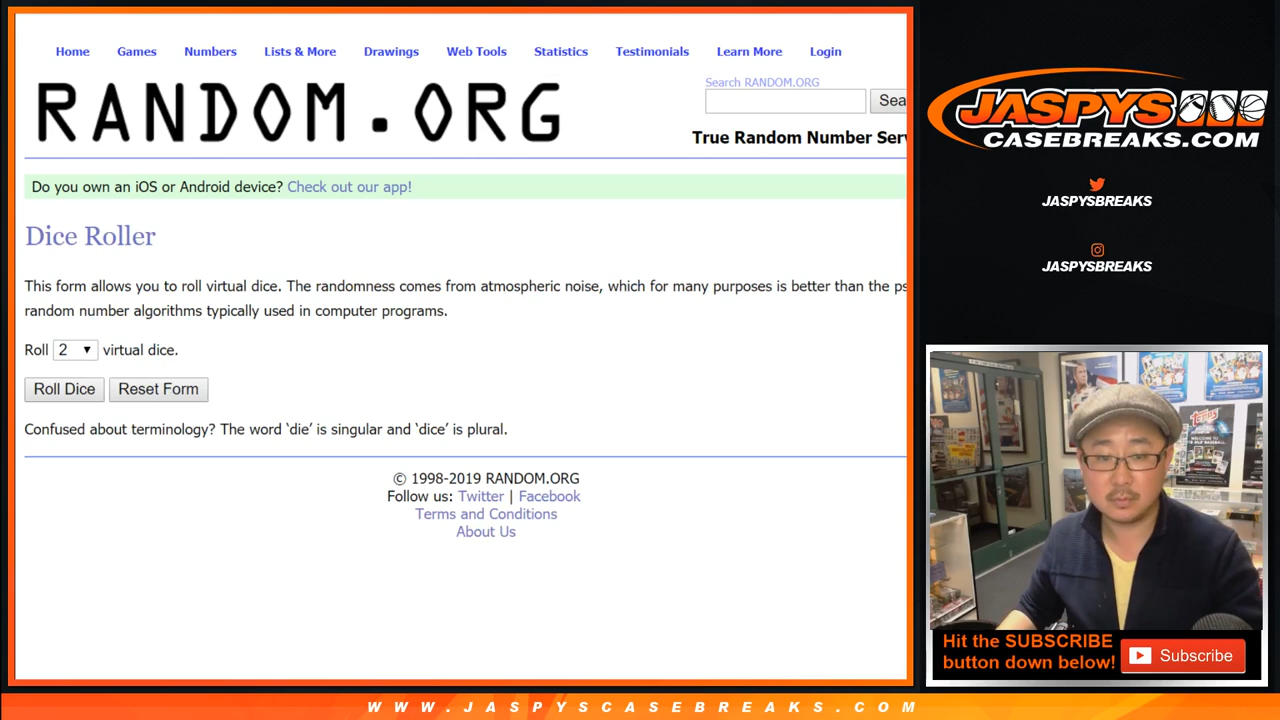 Home Games Numbers Lists & More Drawings Web Tools Statistics Testimonials Learn More Login
Search RANDOM.ORG
RANDOM.ORG
Sea
True Random Number Serv
Do you own an iOS or Android device? Check out our app!
Dice Roller
This form allows you to roll virtual dice. The randomness comes from atmospheric noise, which for many purposes is better than the ps
random number algorithms typically used in computer programs.
Roll 2 virtual dice.
Roll Dice Reset Form
Confused about terminology? The word ‘die’ is singular and ‘dice’ is plural.
© 1998-2019 RANDOM.ORG
Follow us: Twitter | Facebook
Terms and Conditions
About Us
JASPYS
CASEBREAKS.COM
JASPYSBREAKS
JASPYSBREAKS
TOPPS
Hit the SUBSCRIBE
button down below!
Subscribe
WWW.JASPYSCASEBREAKS.COM